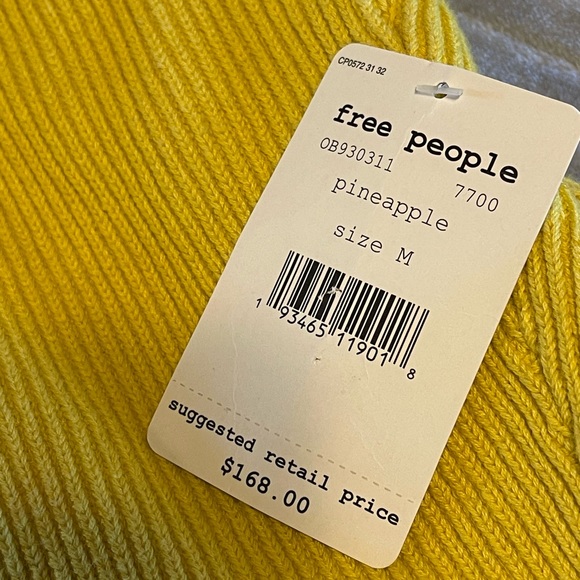 CP0572 31 32
free people
OB930311 7700
pineapple
size M
1 93465 11901 8
suggested retail price
$168.00